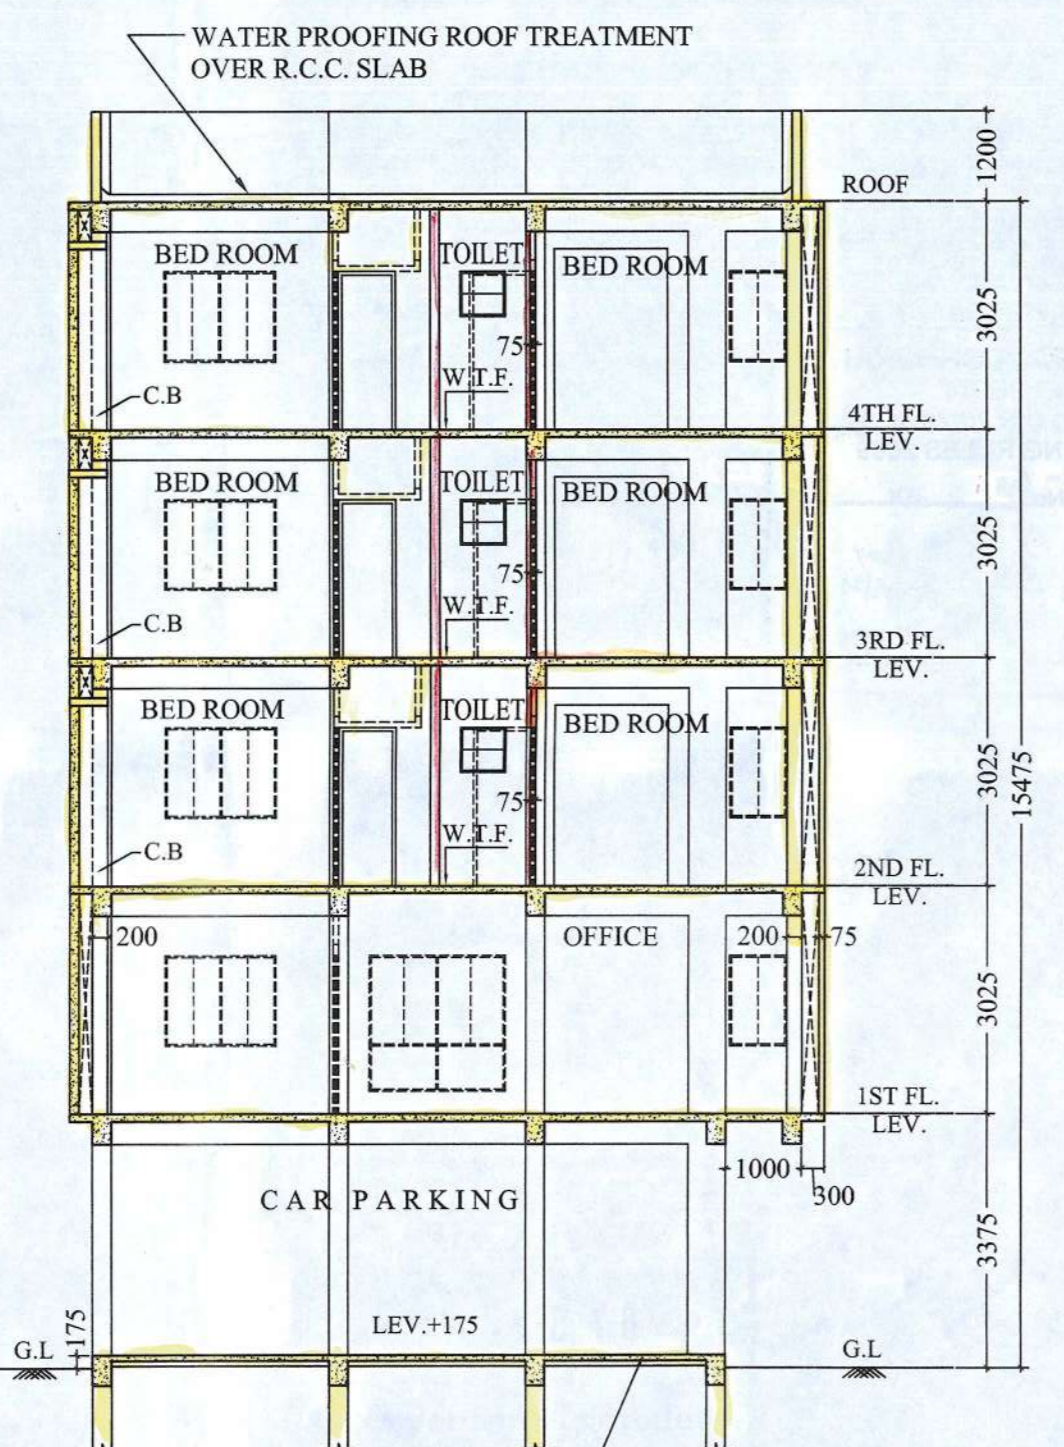 WATER PROOFING ROOF TREATMENT
OVER R.C.C. SLAB
1200
ROOF
BED ROOM
TOILET
BED ROOM
3025
75
W.T.F.
C.B
4TH FL.
LEV.
BED ROOM
TOILET
BED ROOM
3025
75
W.T.F.
C.B
3RD FL.
LEV.
BED ROOM
TOILET
BED ROOM
3025
15475
75
W.T.F.
C.B
2ND FL.
LEV.
200
OFFICE
200
75
3025
1ST FL.
LEV.
1000
300
CAR PARKING
3375
175
LEV.+175
G.L
G.L